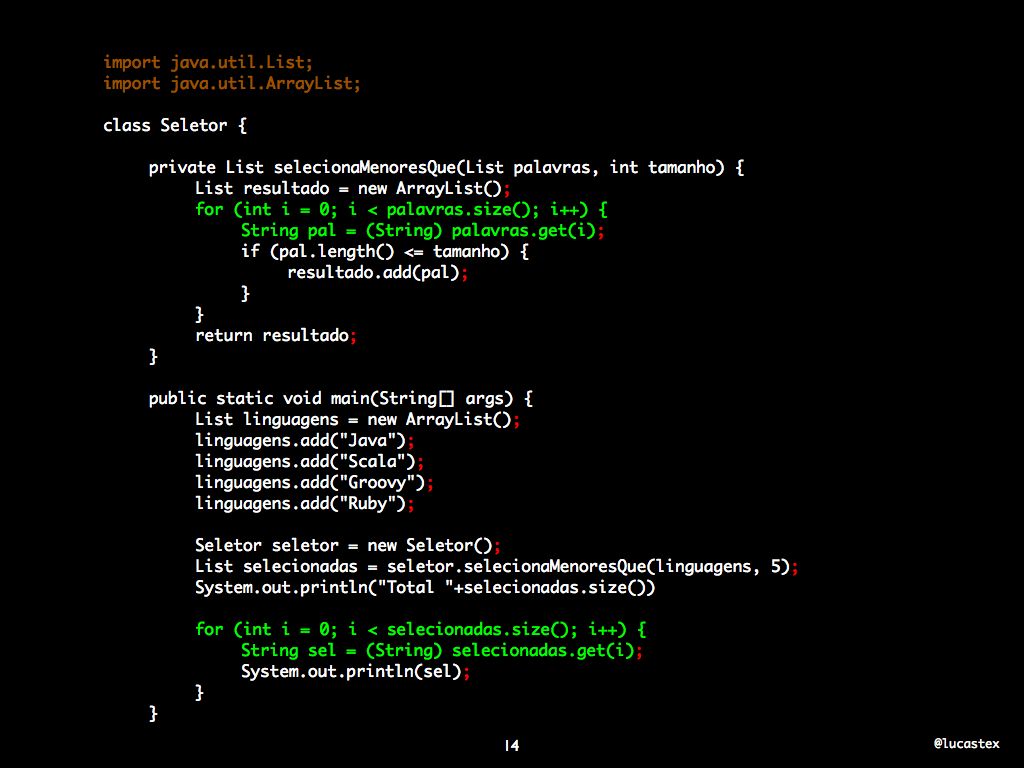 import java.util.List;
import java.util.ArrayList;
class Seletor {
private List selecionaMenoresQue(List palavras, int tamanho) {
List resultado = new ArrayList();
for (int i = 0; i < palavras.size(); i++) {
String pal = (String) palavras.get(i);
if (pal.length() <= tamanho) {
resultado.add(pal);
}
}
return resultado;
}
public static void main(String[] args) {
List linguagens = new ArrayList();
linguagens.add("Java");
linguagens.add("Scala");
linguagens.add("Groovy");
linguagens.add("Ruby");
Seletor seletor = new Seletor();
List selecionadas = seletor.selecionaMenoresQue(linguagens, 5);
System.out.println("Total "+selecionadas.size())
for (int i = 0; i < selecionadas.size(); i++) {
String sel = (String) selecionadas.get(i);
System.out.println(sel);
}
}
14
@lucastex